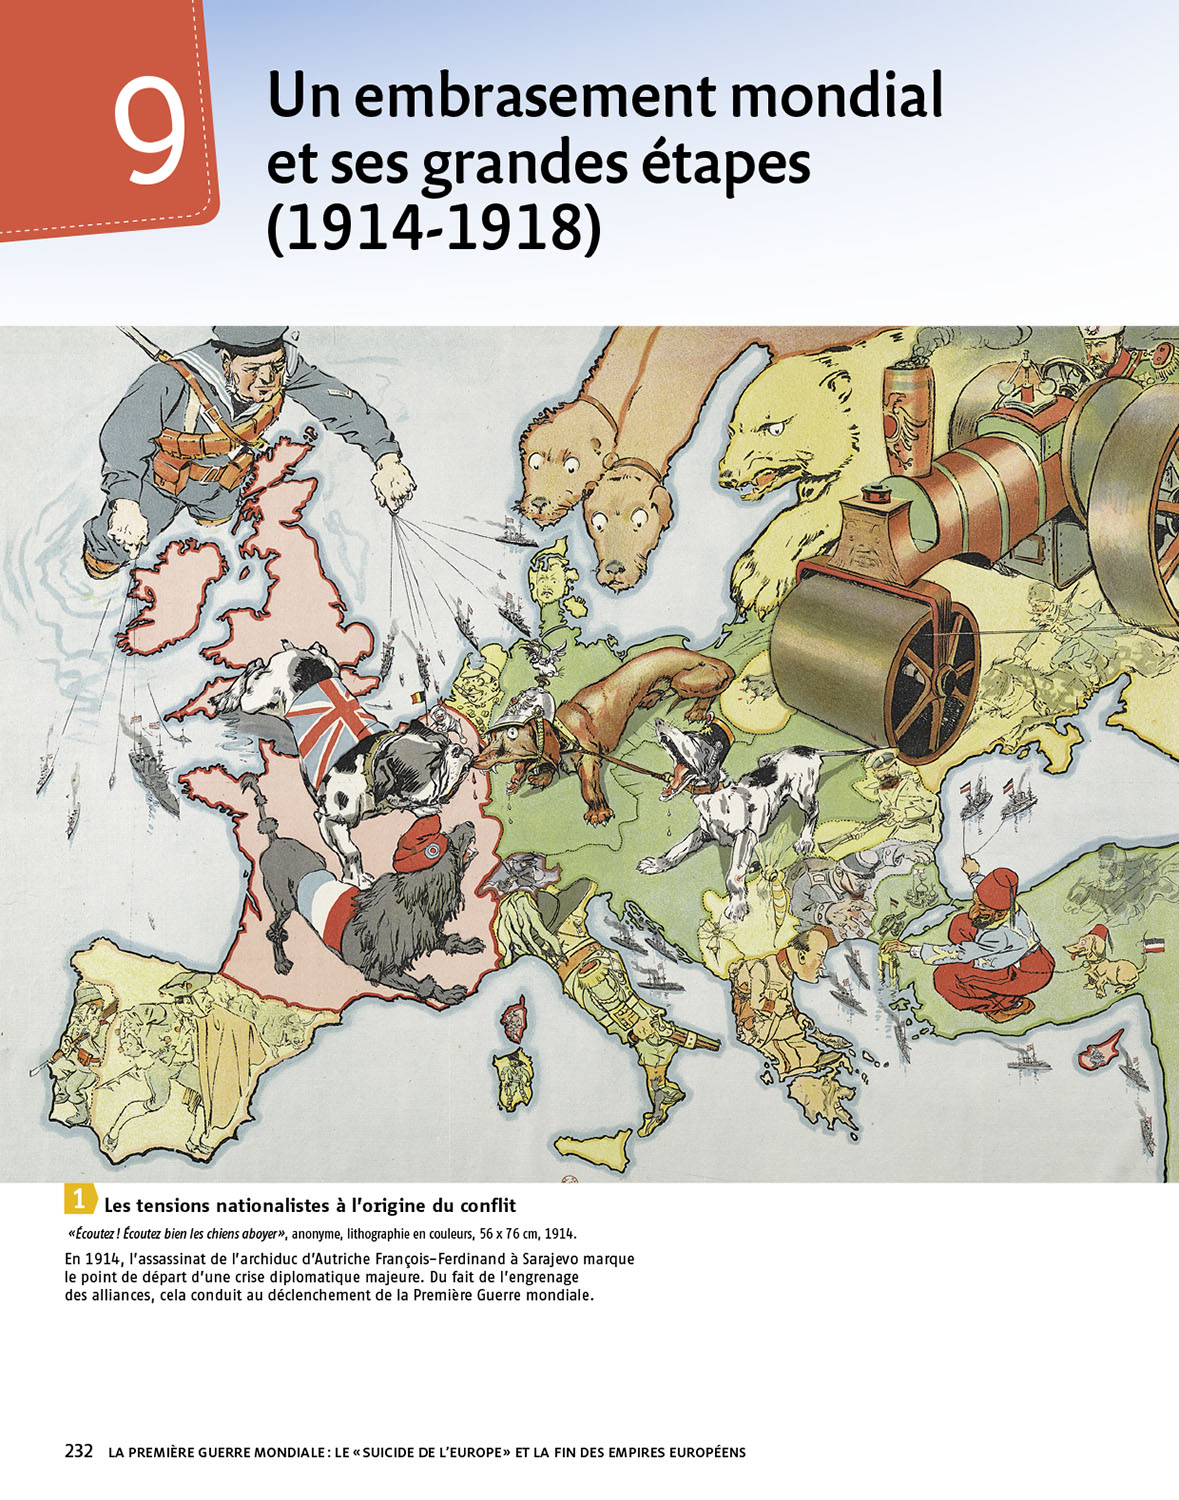 9
Un embrasement mondial
et ses grandes étapes
(1914-1918)
1 Les tensions nationalistes à l'origine du conflit
«Écoutez ! Écoutez bien les chiens aboyer», anonyme, lithographie en couleurs, 56 x 76 cm, 1914.
En 1914, l'assassinat de l'archiduc d'Autriche François-Ferdinand à Sarajevo marque
le point de départ d'une crise diplomatique majeure. Du fait de l'engrenage
des alliances, cela conduit au déclenchement de la Première Guerre mondiale.
232 LA PREMIÈRE GUERRE MONDIALE : LE « SUICIDE DE L'EUROPE » ET LA FIN DES EMPIRES EUROPÉENS